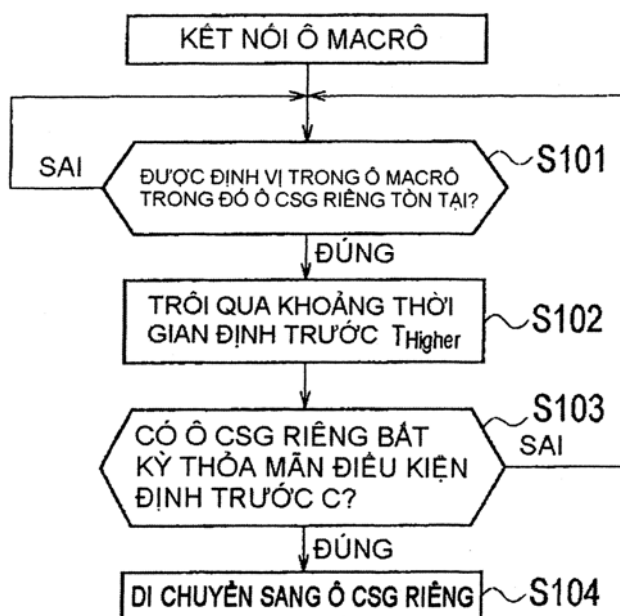 KẾT NỐI Ô MACRÔ
SAI
ĐƯỢC ĐỊNH VỊ TRONG Ô MACRÔ
TRONG ĐÓ Ô CSG RIÊNG TỒN TẠI?
S101
ĐÚNG
TRÔI QUA KHOẢNG THỜI
GIAN ĐỊNH TRƯỚC THigher
S102
CÓ Ô CSG RIÊNG BẤT
KỲ THỎA MÃN ĐIỀU KIỆN
ĐỊNH TRƯỚC C?
S103
SAI
ĐÚNG
DI CHUYỂN SANG Ô CSG RIÊNG
S104